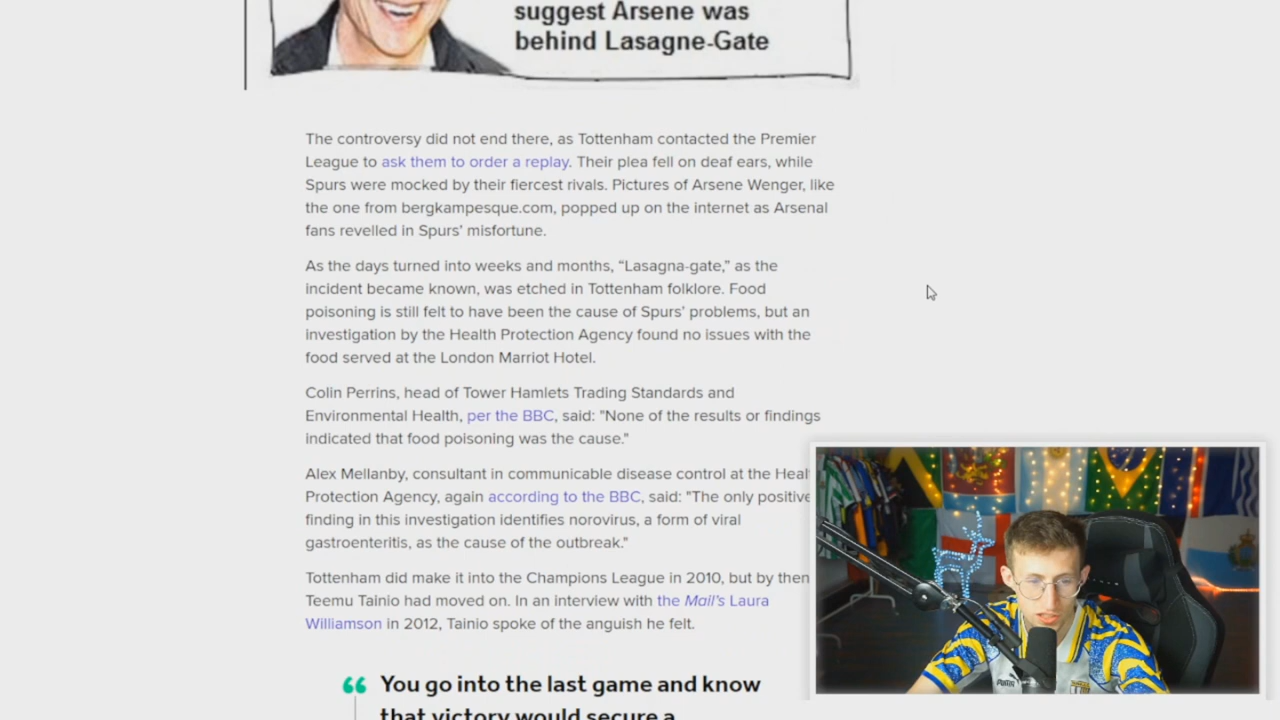 suggest Arsene was
behind Lasagne-Gate
The controversy did not end there, as Tottenham contacted the Premier
League to ask them to order a replay. Their plea fell on deaf ears, while
Spurs were mocked by their fiercest rivals. Pictures of Arsene Wenger, like
the one from bergkampesque.com, popped up on the internet as Arsenal
fans revelled in Spurs’ misfortune.
As the days turned into weeks and months, “Lasagna-gate,” as the
incident became known, was etched in Tottenham folklore. Food
poisoning is still felt to have been the cause of Spurs’ problems, but an
investigation by the Health Protection Agency found no issues with the
food served at the London Marriot Hotel.
Colin Perrins, head of Tower Hamlets Trading Standards and
Environmental Health, per the BBC, said: "None of the results or findings
indicated that food poisoning was the cause."
Alex Mellanby, consultant in communicable disease control at the Heal
Protection Agency, again according to the BBC, said: "The only positive
finding in this investigation identifies norovirus, a form of viral
gastroenteritis, as the cause of the outbreak."
Tottenham did make it into the Champions League in 2010, but by then
Teemu Tainio had moved on. In an interview with the Mail’s Laura
Williamson in 2012, Tainio spoke of the anguish he felt.
“ You go into the last game and know
that victory would secure a
PUMA